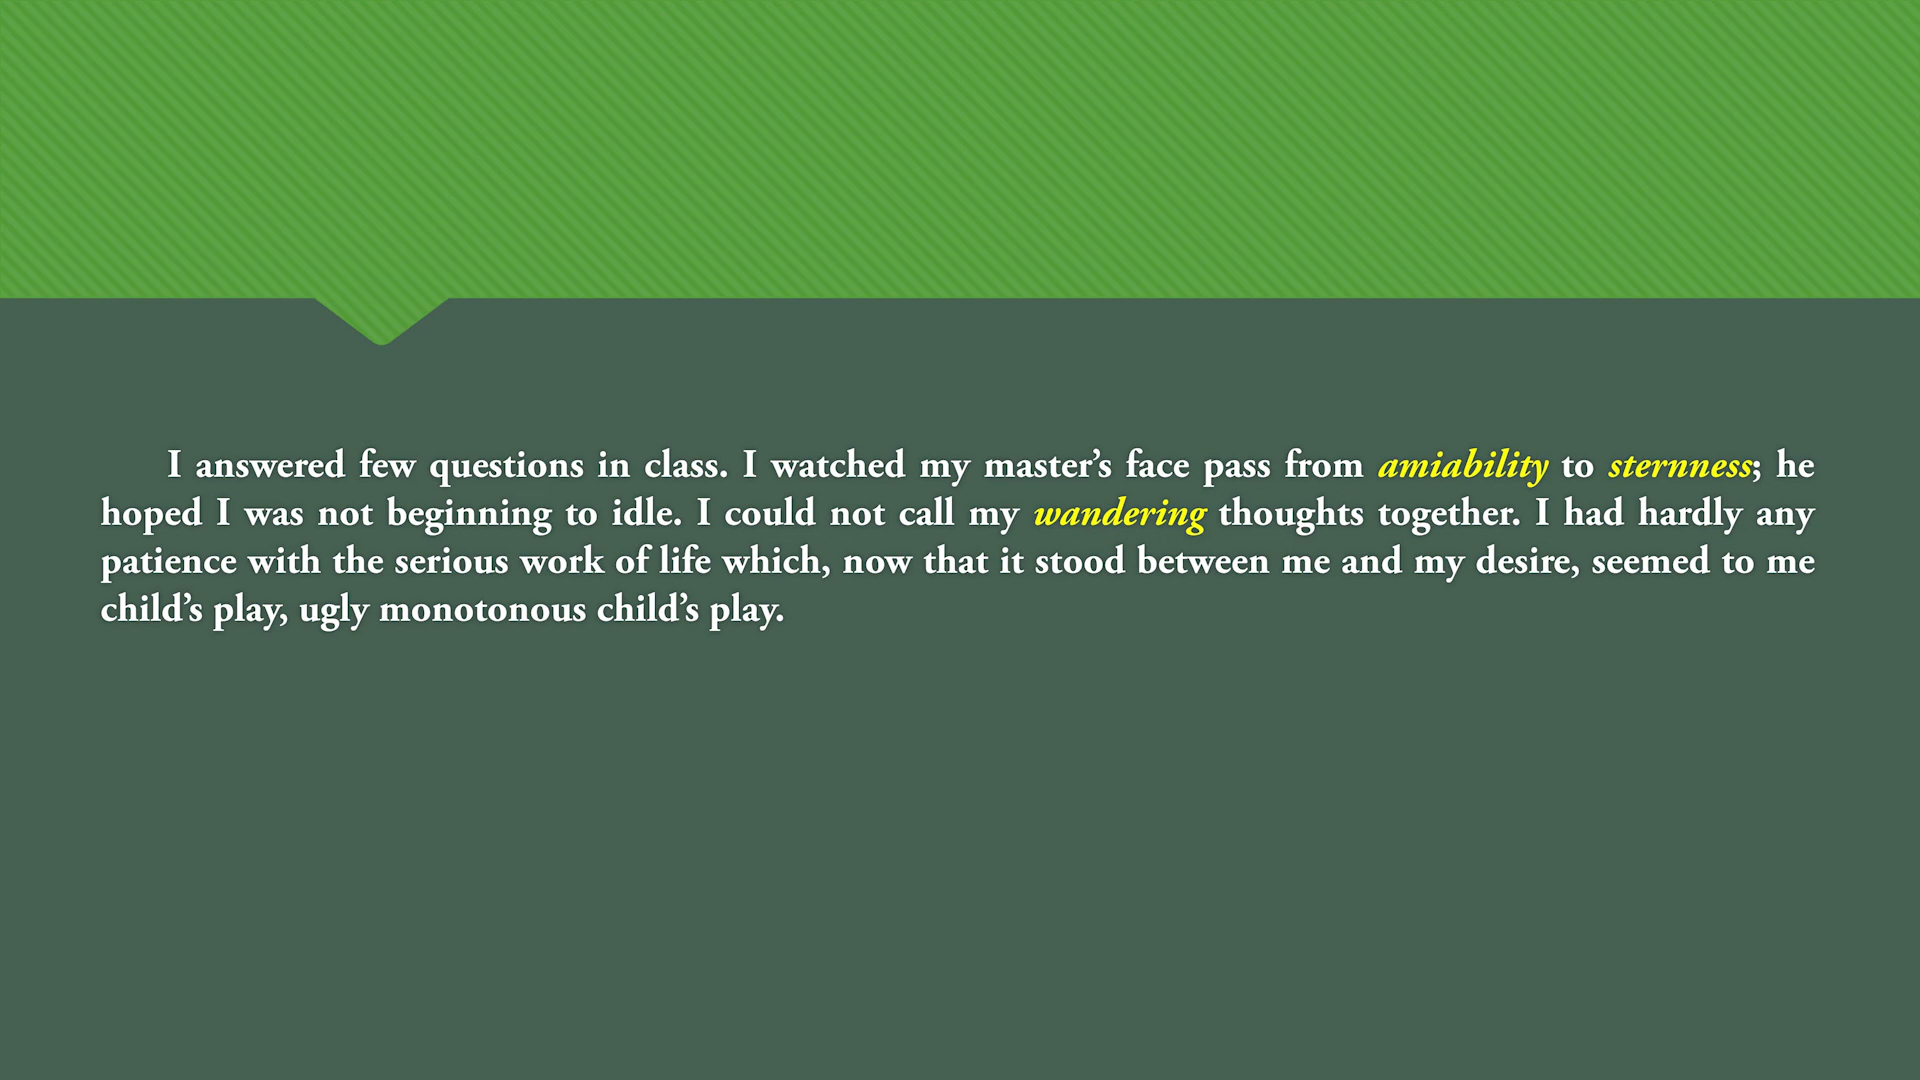 I answered few questions in class. I watched my master’s face pass from amiability to sternness; he
hoped I was not beginning to idle. I could not call my wandering thoughts together. I had hardly any
patience with the serious work of life which, now that it stood between me and my desire, seemed to me
child’s play, ugly monotonous child’s play.